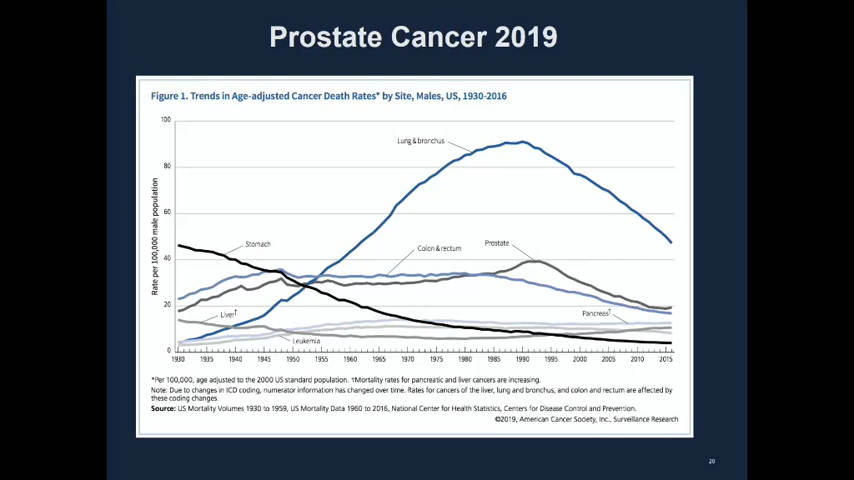 Prostate Cancer 2019
Figure 1. Trends in Age-adjusted Cancer Death Rates* by Site, Males, US, 1930-2016
Rate per 100,000 male population
100
80
60
40
20
0
Lung & bronchus
Stomach
Colon & rectum
Prostate
Liver†
Pancreas†
Leukemia
1930 1935 1940 1945 1950 1955 1960 1965 1970 1975 1980 1985 1990 1995 2000 2005 2010 2015
*Per 100,000, age adjusted to the 2000 US standard population. †Mortality rates for pancreatic and liver cancers are increasing.
Note: Due to changes in ICD coding, numerator information has changed over time. Rates for cancers of the liver, lung and bronchus, and colon and rectum are affected by
these coding changes.
Source: US Mortality Volumes 1930 to 1959, US Mortality Data 1960 to 2016, National Center for Health Statistics, Centers for Disease Control and Prevention.
©2019, American Cancer Society, Inc., Surveillance Research
20